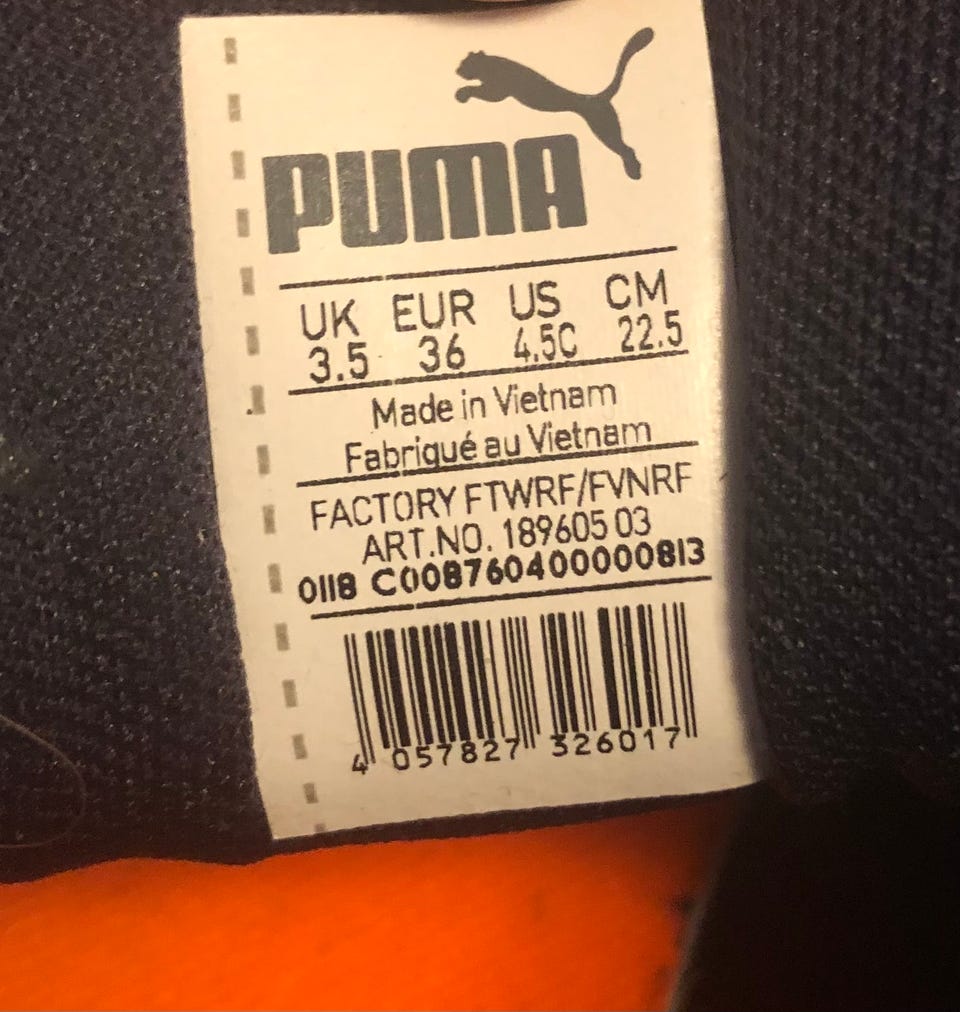 PUMA
UK EUR US CM
3.5 36 4.5C 22.5
Made in Vietnam
Fabriqué au Vietnam
FACTORY FTWRF/FVNRF
ART.NO. 189605 03
0118 C008760400000813
4 057827 326017